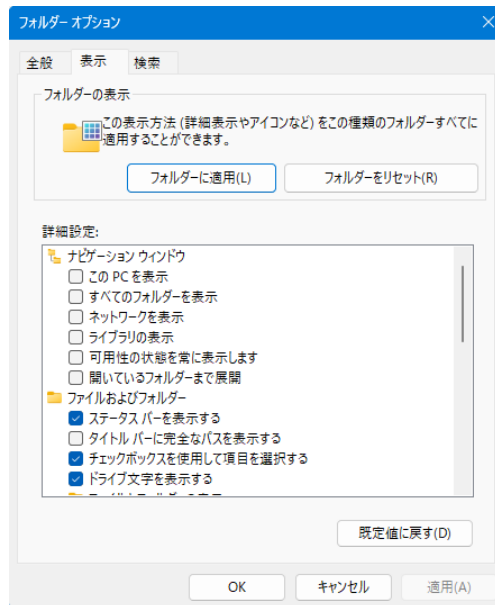 フォルダー オプション
全般 表示 検索
フォルダーの表示
この表示方法 (詳細表示やアイコンなど) をこの種類のフォルダーすべてに
適用することができます。
フォルダーに適用(L) フォルダーをリセット(R)
詳細設定:
ナビゲーション ウィンドウ
この PC を表示
すべてのフォルダーを表示
ネットワークを表示
ライブラリの表示
可用性の状態を常に表示します
開いているフォルダーまで展開
ファイルおよびフォルダー
ステータス バーを表示する
タイトル バーに完全なパスを表示する
チェックボックスを使用して項目を選択する
ドライブ文字を表示する
既定値に戻す(D)
OK キャンセル 適用(A)